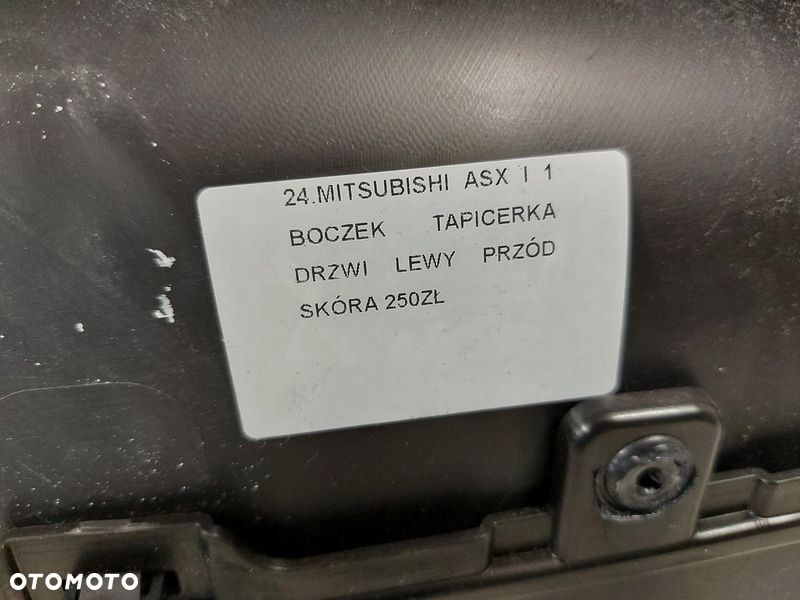 24.MITSUBISHI ASX I 1
BOCZEK TAPICERKA
DRZWI LEWY PRZÓD
SKÓRA 250ZŁ
OTOMOTO